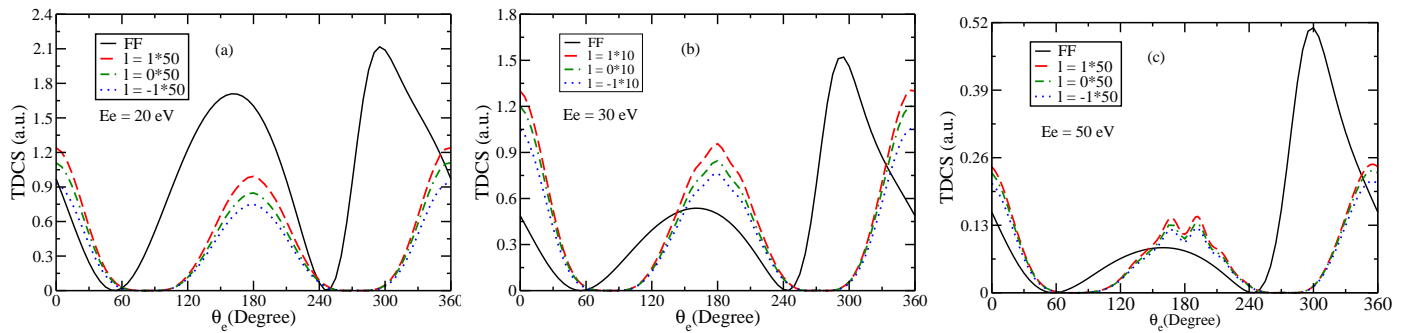 2.4
2.1
1.8
1.5
1.2
0.9
0.6
0.3
0
TDCS (a.u.)
FF
l = 1*50
l = 0*50
l = -1*50
(a)
Ee = 20 eV
0 60 120 180 240 300 360
θe(Degree)
1.8
1.5
1.2
0.9
0.6
0.3
0
TDCS (a.u.)
FF
l = 1*10
l = 0*10
l = -1*10
(b)
Ee = 30 eV
0 60 120 180 240 300 360
θe(Degree)
0.52
0.39
0.26
0.13
0
TDCS (a.u.)
FF
l = 1*50
l = 0*50
l = -1*50
(c)
Ee = 50 eV
0 60 120 180 240 300 360
θe(Degree)